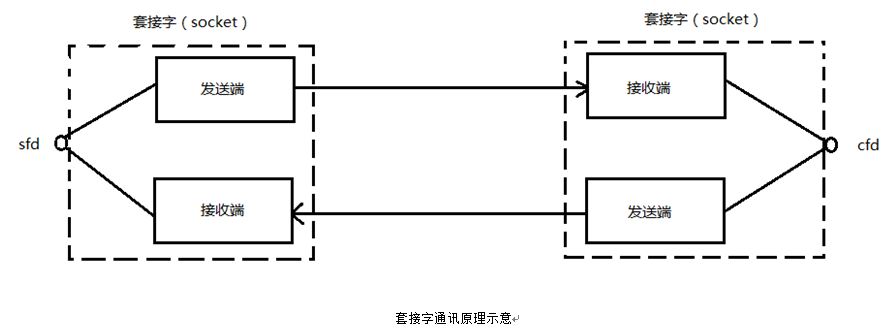 套接字（socket） 套接字（socket）
发送端 接收端
sfd cfd
接收端 发送端
套接字通讯原理示意↵